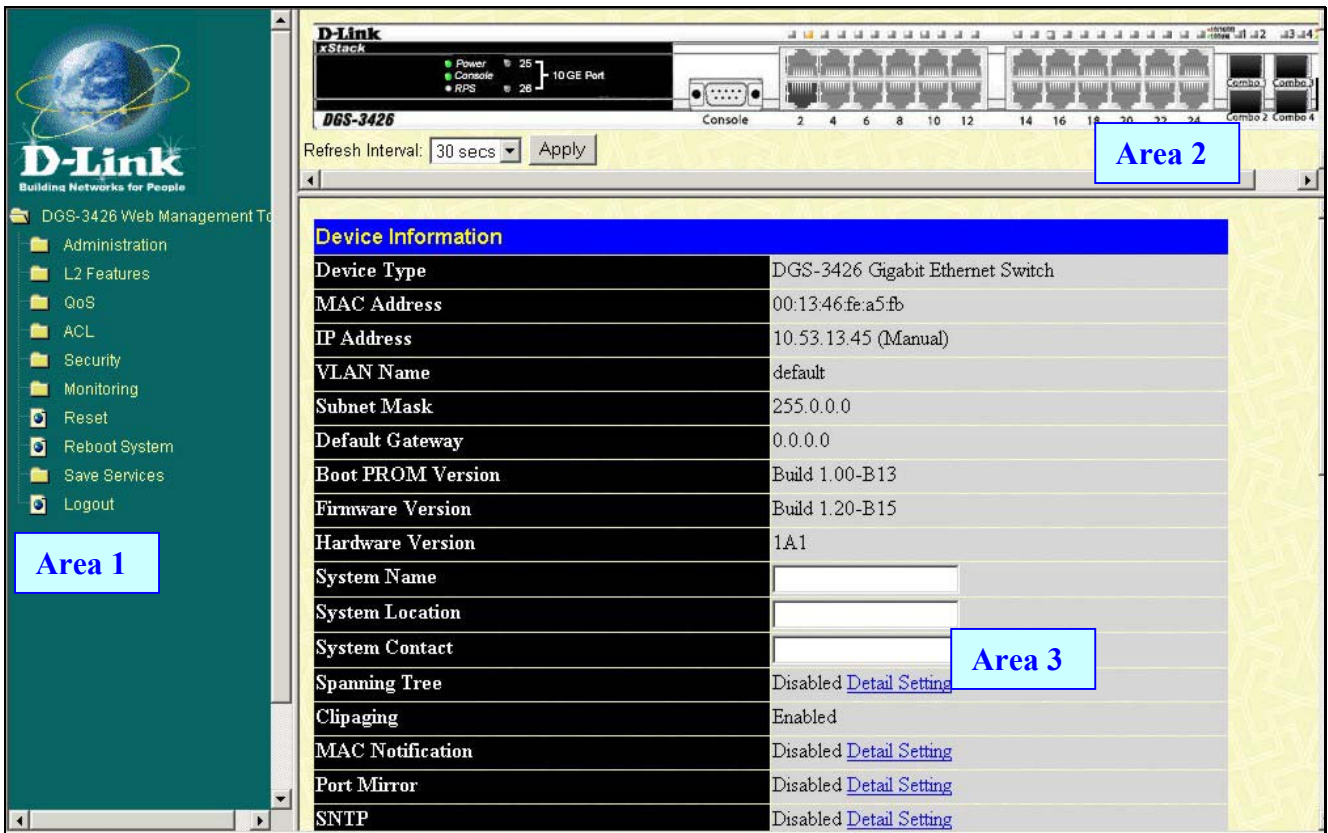 D-Link
Building Networks for People
DGS-3426 Web Management To
Administration
L2 Features
QoS
ACL
Security
Monitoring
Reset
Reboot System
Save Services
Logout
Area 1
D-Link
xStack
Power 25
Console 10 GE Port
RPS 26
DGS-3426
Console
2 4 6 8 10 12 14 16 18 20 22 24
Combo 1 Combo 3
Combo 2 Combo 4
Refresh Interval: 30 secs Apply
Area 2
Device Information
Device Type DGS-3426 Gigabit Ethernet Switch
MAC Address 00:13:46:fe:a5:fb
IP Address 10.53.13.45 (Manual)
VLAN Name default
Subnet Mask 255.0.0.0
Default Gateway 0.0.0.0
Boot PROM Version Build 1.00-B13
Firmware Version Build 1.20-B15
Hardware Version 1A1
System Name
System Location
System Contact
Area 3
Spanning Tree Disabled Detail Setting
Clipaging Enabled
MAC Notification Disabled Detail Setting
Port Mirror Disabled Detail Setting
SNTP Disabled Detail Setting